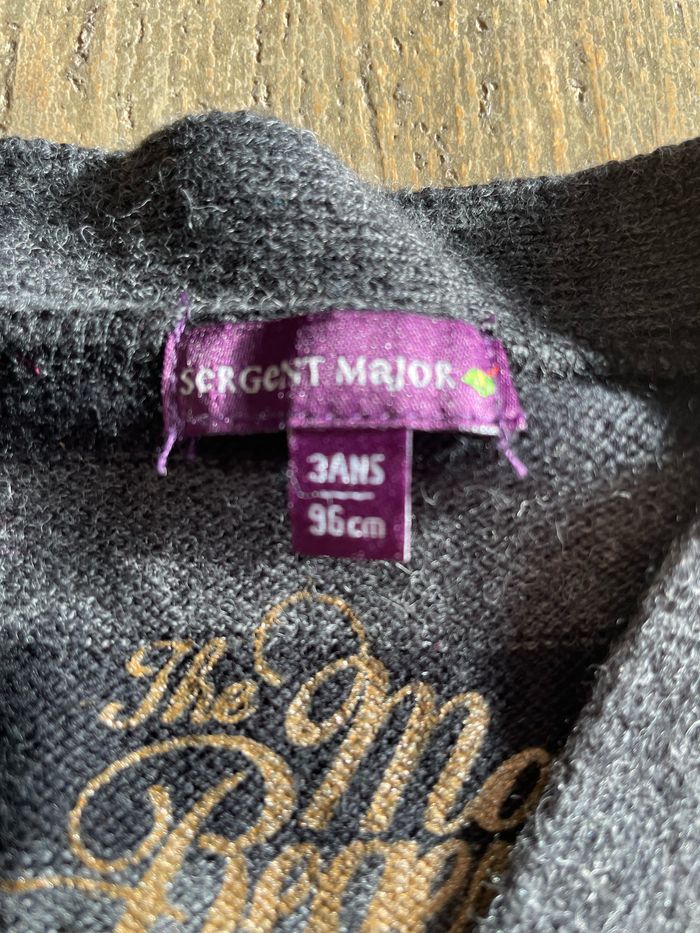 SERGENT MAJOR
3ANS
96cm
The